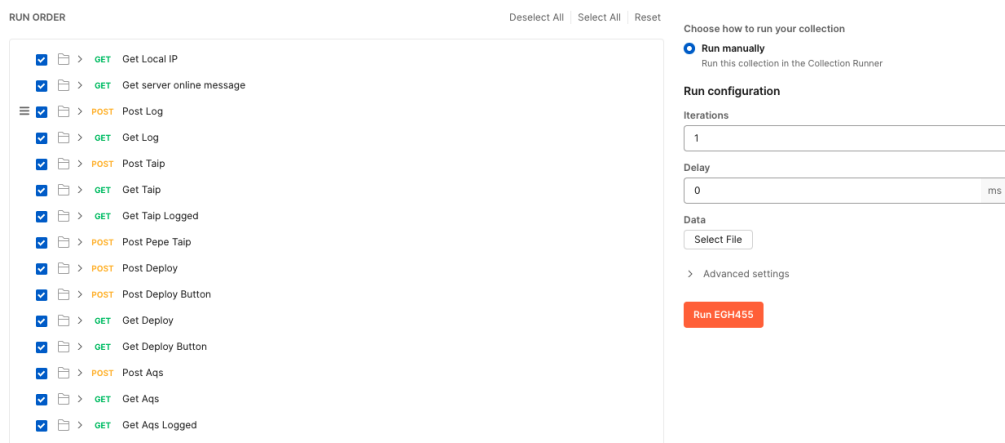 RUN ORDER
Deselect All Select All Reset
GET Get Local IP
GET Get server online message
POST Post Log
GET Get Log
POST Post Taip
GET Get Taip
GET Get Taip Logged
POST Post Pepe Taip
POST Post Deploy
POST Post Deploy Button
GET Get Deploy
GET Get Deploy Button
POST Post Aqs
GET Get Aqs
GET Get Aqs Logged
Choose how to run your collection
Run manually
Run this collection in the Collection Runner
Run configuration
Iterations
1
Delay
0 ms
Data
Select File
Advanced settings
Run EGH455